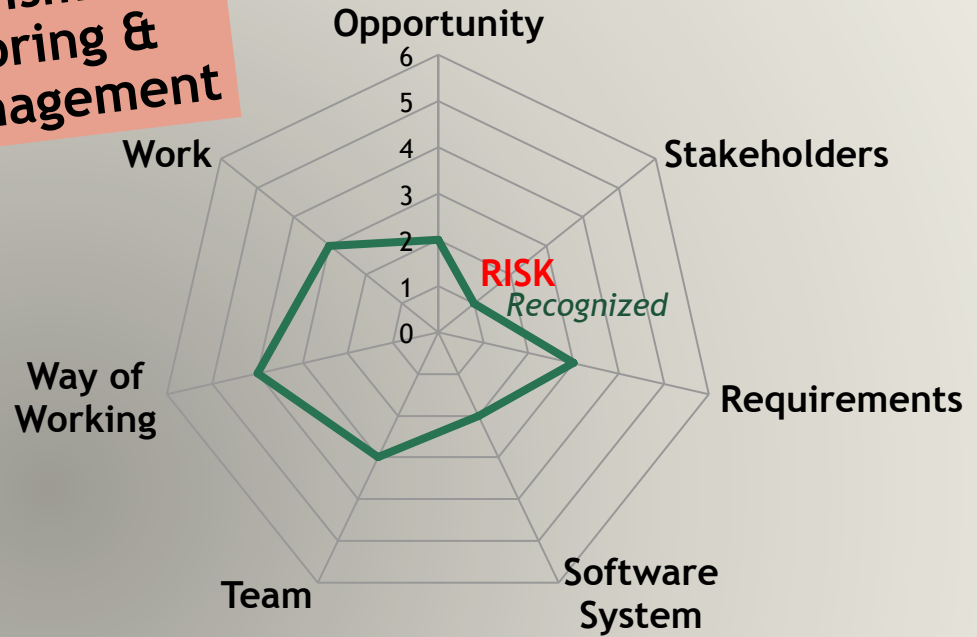 oring &
Opportunity
6
5
4
3
2
1
0
Work
Stakeholders
RISK
Recognized
Way of
Working
Requirements
Team
Software
System